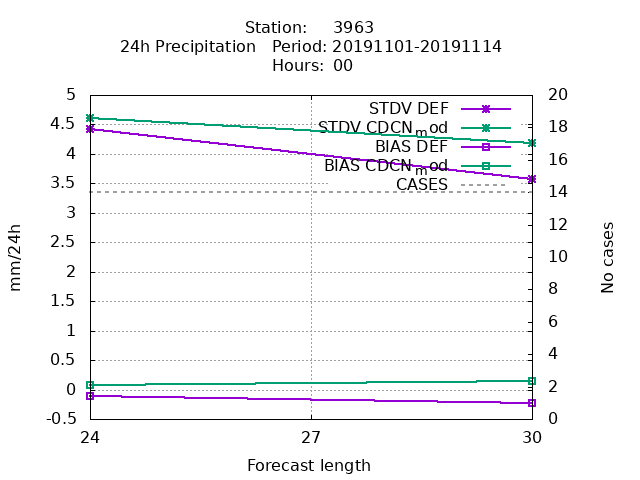 Station: 3963
24h Precipitation Period: 20191101-20191114
Hours: 00
5
4.5
4
3.5
3
2.5
2
1.5
1
0.5
0
-0.5
mm/24h
STDV DEF
STDV CDCN_mod
BIAS DEF
BIAS CDCN_mod
CASES
20
18
16
14
12
10
8
6
4
2
0
No cases
24 27 30
Forecast length